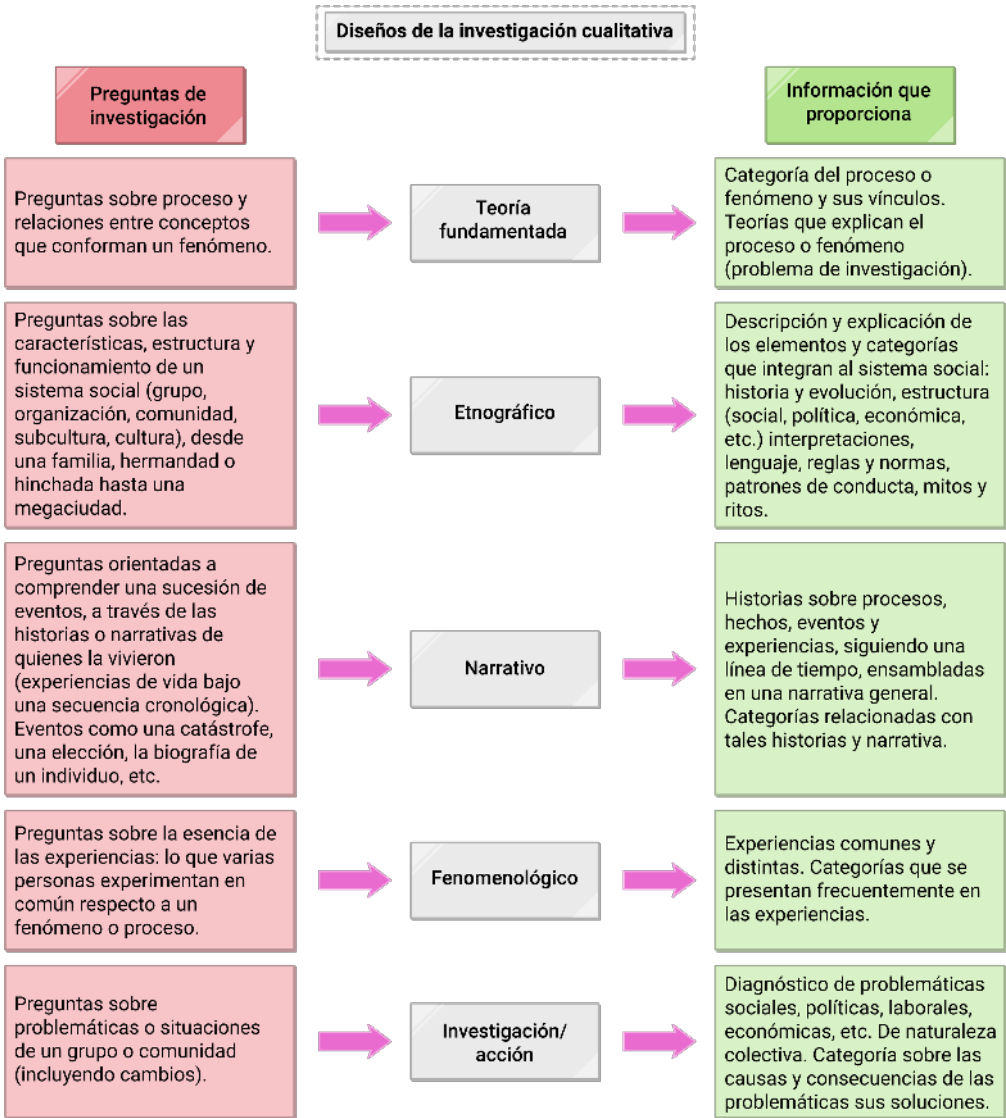 Diseños de la investigación cualitativa
Preguntas de
investigación
Información que
proporciona
Preguntas sobre proceso y
relaciones entre conceptos
que conforman un fenómeno.
Teoría
fundamentada
Categoría del proceso o
fenómeno y sus vínculos.
Teorías que explican el
proceso o fenómeno
(problema de investigación).
Preguntas sobre las
características, estructura y
funcionamiento de un
sistema social (grupo,
organización, comunidad,
subcultura, cultura), desde
una familia, hermandad o
hinchada hasta una
megaciudad.
Etnográfico
Descripción y explicación de
los elementos y categorías
que integran al sistema social:
historia y evolución, estructura
(social, política, económica,
etc.) interpretaciones,
lenguaje, reglas y normas,
patrones de conducta, mitos y
ritos.
Preguntas orientadas a
comprender una sucesión de
eventos, a través de las
historias o narrativas de
quienes la vivieron
(experiencias de vida bajo
una secuencia cronológica).
Eventos como una catástrofe,
una elección, la biografía de
un individuo, etc.
Narrativo
Historias sobre procesos,
hechos, eventos y
experiencias, siguiendo una
línea de tiempo, ensambladas
en una narrativa general.
Categorías relacionadas con
tales historias y narrativa.
Preguntas sobre la esencia de
las experiencias: lo que varias
personas experimentan en
común respecto a un
fenómeno o proceso.
Fenomenológico
Experiencias comunes y
distintas. Categorías que se
presentan frecuentemente en
las experiencias.
Preguntas sobre
problemáticas o situaciones
de un grupo o comunidad
(incluyendo cambios).
Investigación/
acción
Diagnóstico de problemáticas
sociales, políticas, laborales,
económicas, etc. De naturaleza
colectiva. Categoría sobre las
causas y consecuencias de las
problemáticas sus soluciones.